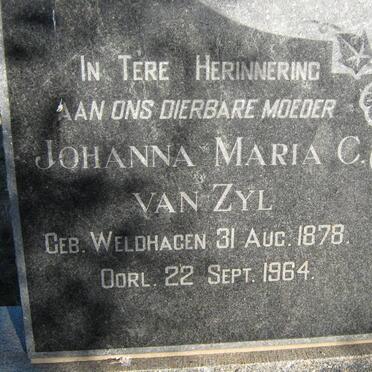 IN TERE HERINNERING
AAN ONS DIERBARE MOEDER
JOHANNA MARIA C.
VAN ZYL
GEB. WELDHAGEN 31 AUG. 1878.
OORL. 22 SEPT. 1964.